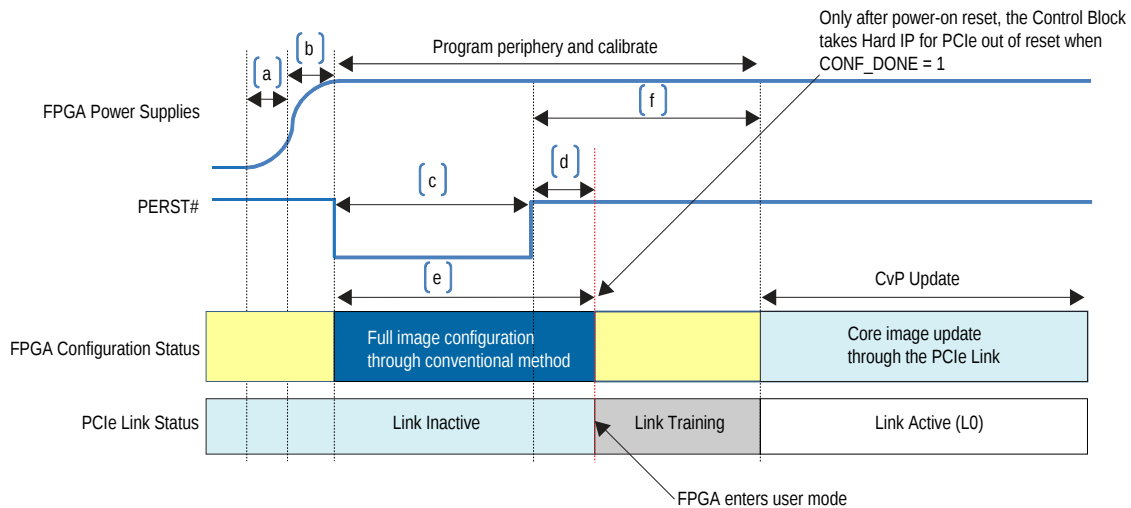 Only after power-on reset, the Control Block
takes Hard IP for PCIe out of reset when
CONF_DONE = 1
b
Program periphery and calibrate
a
FPGA Power Supplies
f
d
c
PERST#
e
CvP Update
FPGA Configuration Status
Full image configuration
through conventional method
Core image update
through the PCIe Link
PCIe Link Status
Link Inactive
Link Training
Link Active (L0)
FPGA enters user mode